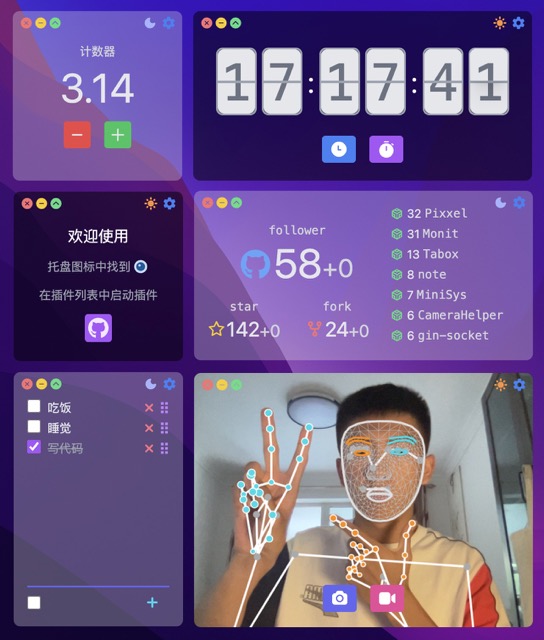 计数器
3.14
17:17:41
欢迎使用
托盘图标中找到
在插件列表中启动插件
follower
58+0
star
142+0
fork
24+0
32 Pixxel
31 Monit
13 Tabox
8 note
7 MiniSys
6 CameraHelper
6 gin-socket
吃饭
睡觉
写代码